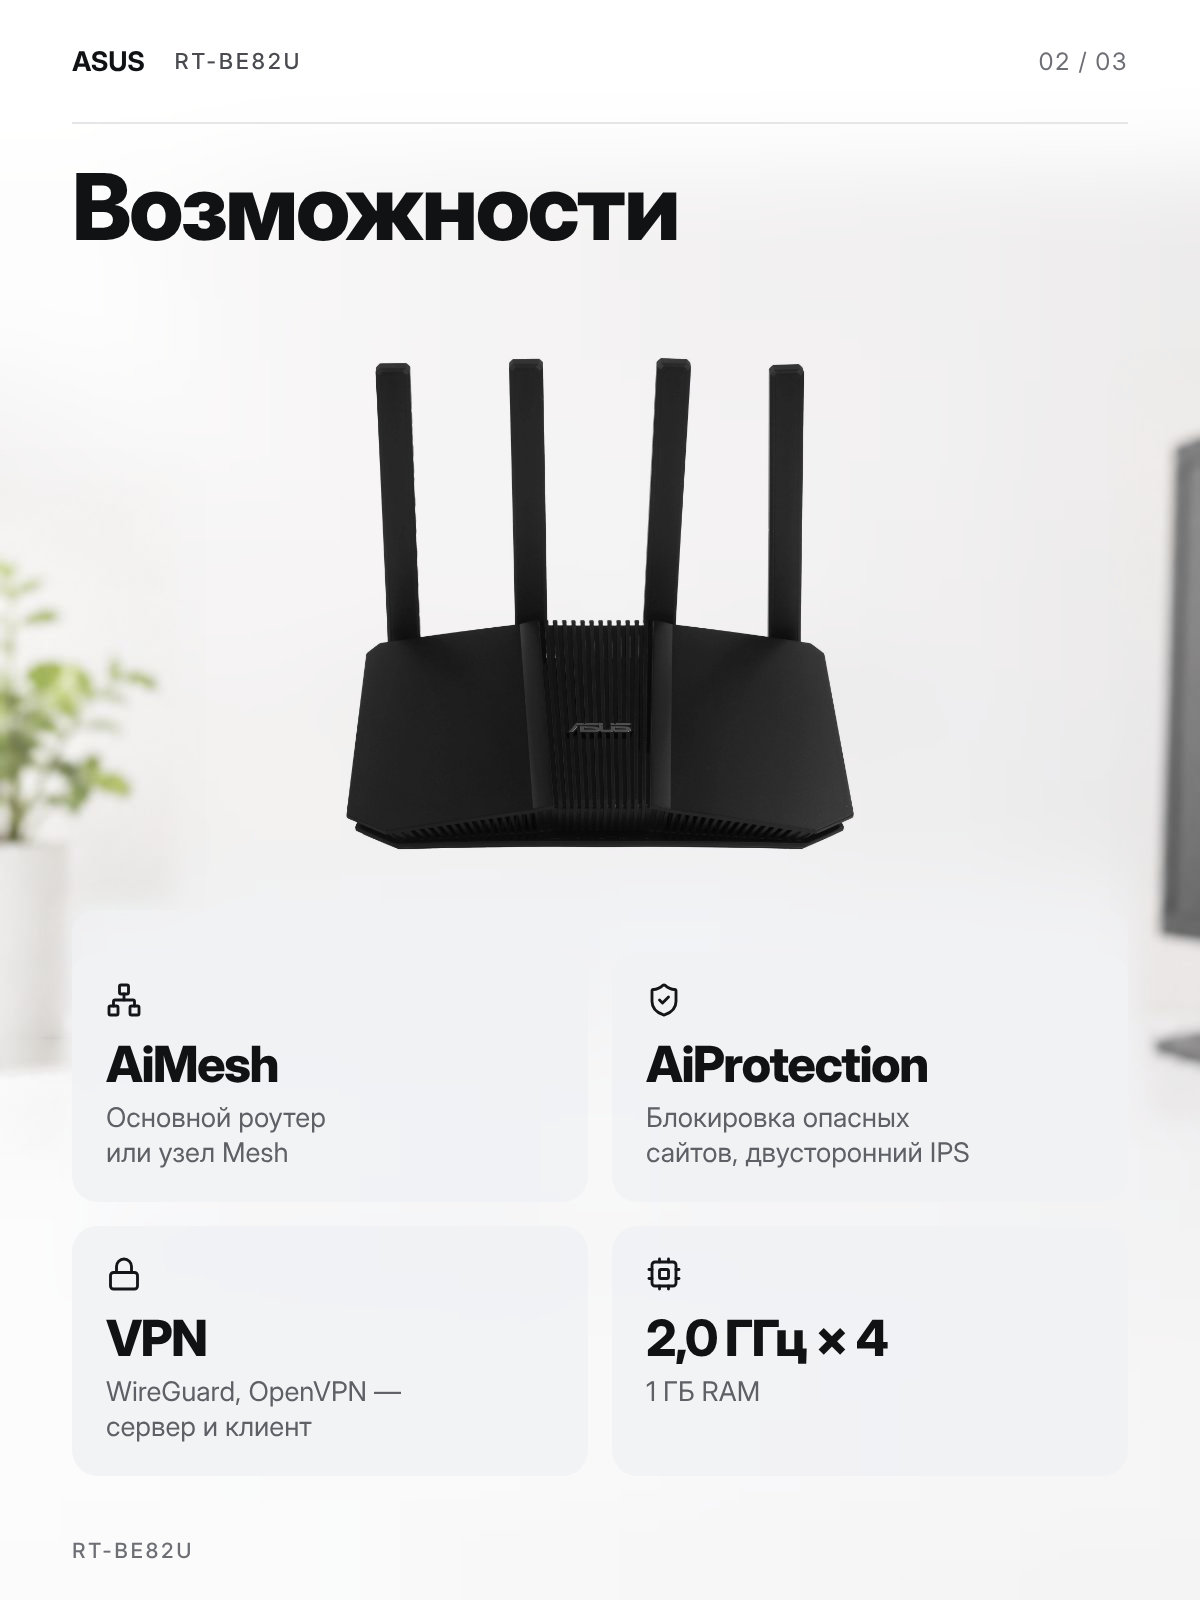 ASUS RT-BE82U 02 / 03
Возможности
ASUS
AiMesh
Основной роутер
или узел Mesh
AiProtection
Блокировка опасных
сайтов, двусторонний IPS
VPN
WireGuard, OpenVPN —
сервер и клиент
2,0 ГГц × 4
1 ГБ RAM
RT-BE82U